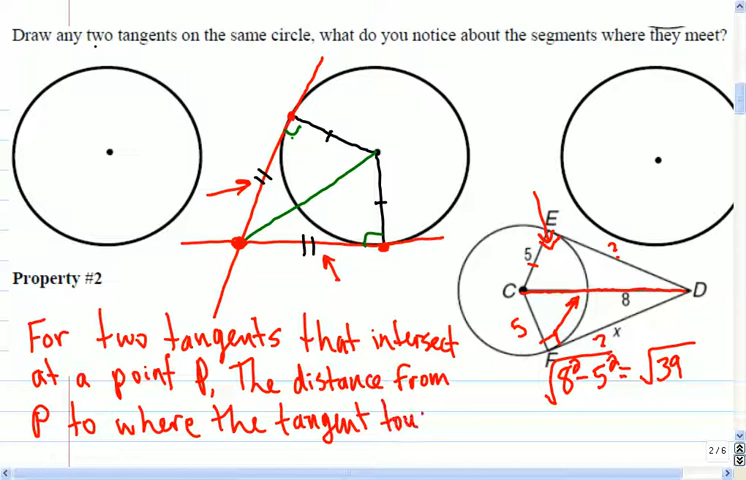 Draw any two tangents on the same circle, what do you notice about the segments where they meet?
E
5
?
C
8
D
5
?
x
F
√8²-5² = √39
Property #2
For two tangents that intersect
at a point P, The distance from
P to where the tangent tou
2/6